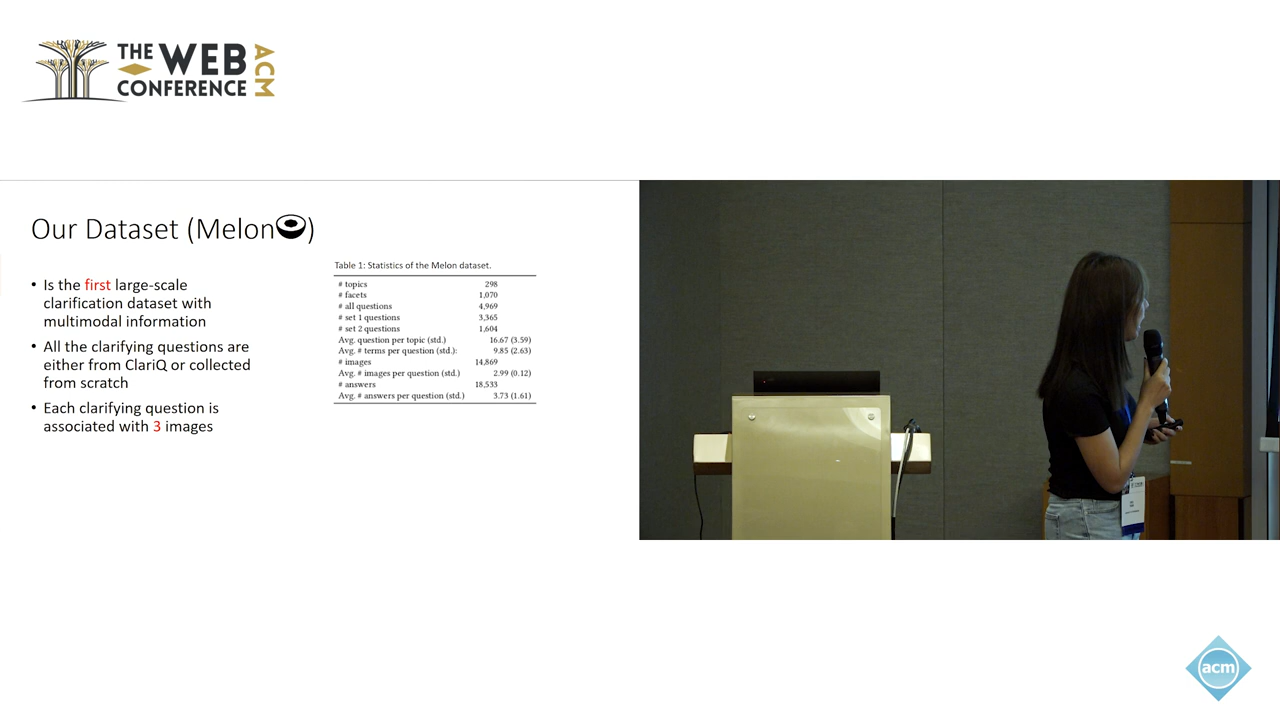 THE WEB
CONFERENCE
ACM
Our Dataset (Melon)
• Is the first large-scale
clarification dataset with
multimodal information
• All the clarifying questions are
either from ClariQ or collected
from scratch
• Each clarifying question is
associated with 3 images
Table 1: Statistics of the Melon dataset.
# topics 298
# facets 1,070
# all questions 4,969
# set 1 questions 3,365
# set 2 questions 1,604
Avg. question per topic (std.) 16.67 (3.59)
Avg. # terms per question (std.): 9.85 (2.63)
# images 14,869
Avg. # images per question (std.) 2.99 (0.12)
# answers 18,533
Avg. # answers per question (std.) 3.73 (1.61)
acm